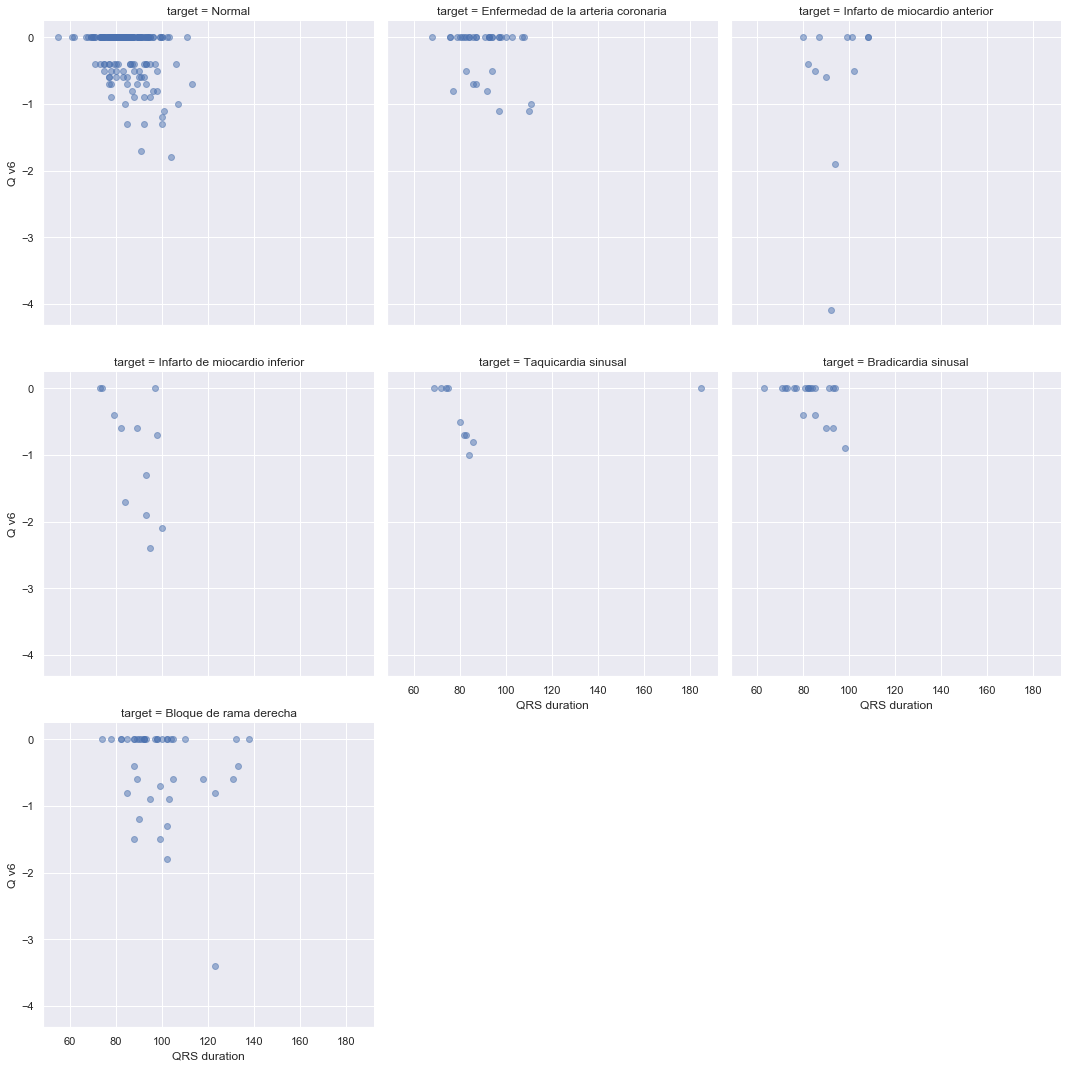 target = Normal
target = Enfermedad de la arteria coronaria
target = Infarto de miocardio anterior
0
−1
−2
−3
−4
Q v6
target = Infarto de miocardio inferior
target = Taquicardia sinusal
target = Bradicardia sinusal
0
−1
−2
−3
−4
Q v6
60 80 100 120 140 160 180
QRS duration
60 80 100 120 140 160 180
QRS duration
target = Bloque de rama derecha
0
−1
−2
−3
−4
Q v6
60 80 100 120 140 160 180
QRS duration